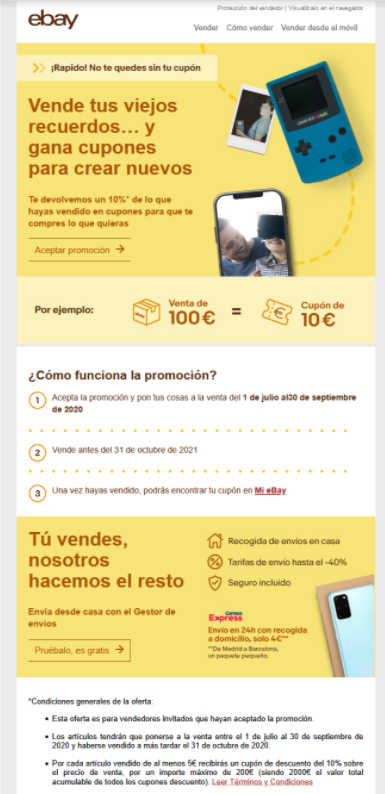 Protección del vendedor | Visualízalo en el navegador
ebay
Vender Cómo vender Vender desde el móvil
¡Rapido! No te quedes sin tu cupón
Vende tus viejos
recuerdos... y
gana cupones
para crear nuevos
Te devolvemos un 10%* de lo que
hayas vendido en cupones para que te
compres lo que quieras
Aceptar promoción →
Por ejemplo:
Venta de
100€
=
Cupón de
10€
¿Cómo funciona la promoción?
1 Acepta la promoción y pon tus cosas a la venta del 1 de julio al30 de septiembre
de 2020
2 Vende antes del 31 de octubre de 2021
3 Una vez hayas vendido, podrás encontrar tu cupón en Mi eBay
Tú vendes,
nosotros
hacemos el resto
Envía desde casa con el Gestor de
envíos
Pruébalo, es gratis →
Recogida de envíos en casa
Tarifas de envío hasta el -40%
Seguro incluido
Correos
Express
Envío en 24h con recogida
a domicilio, solo 4€**
**De Madrid a Barcelona,
un paquete pequeño.
*Condiciones generales de la oferta:
• Esta oferta es para vendedores invitados que hayan aceptado la promoción.
• Los artículos tendrán que ponerse a la venta entre el 1 de julio al 30 de septiembre de
2020 y haberse vendido a más tardar el 31 de octubre de 2020.
• Por cada artículo vendido de al menos 5€ recibirás un cupón de descuento del 10% sobre
el precio de venta, por un importe máximo de 200€ (siendo 2000€ el valor total
acumulable de todos los cupones descuento). Leer Términos y Condiciones